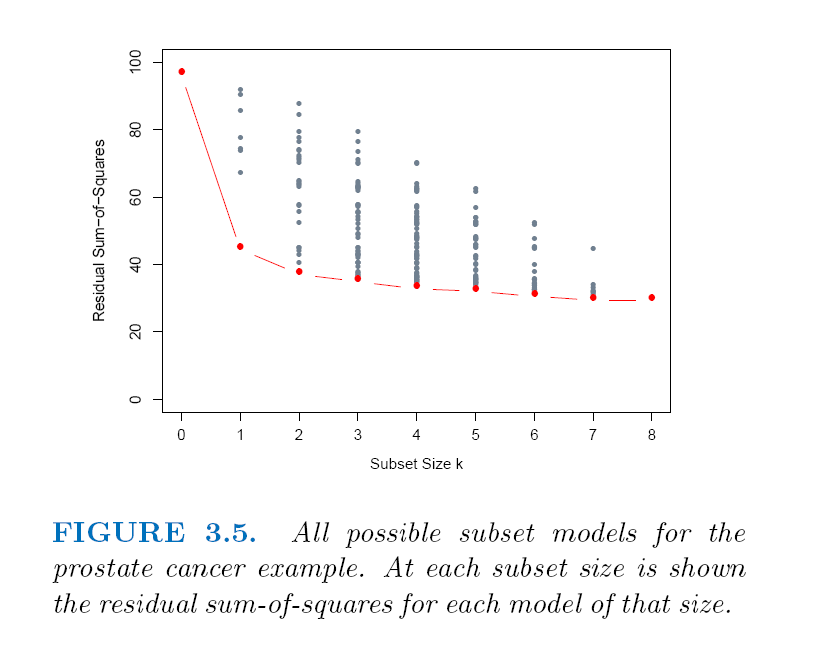 100
80
60
40
20
0
Residual Sum−of−Squares
0 1 2 3 4 5 6 7 8
Subset Size k
FIGURE 3.5. All possible subset models for the
prostate cancer example. At each subset size is shown
the residual sum-of-squares for each model of that size.